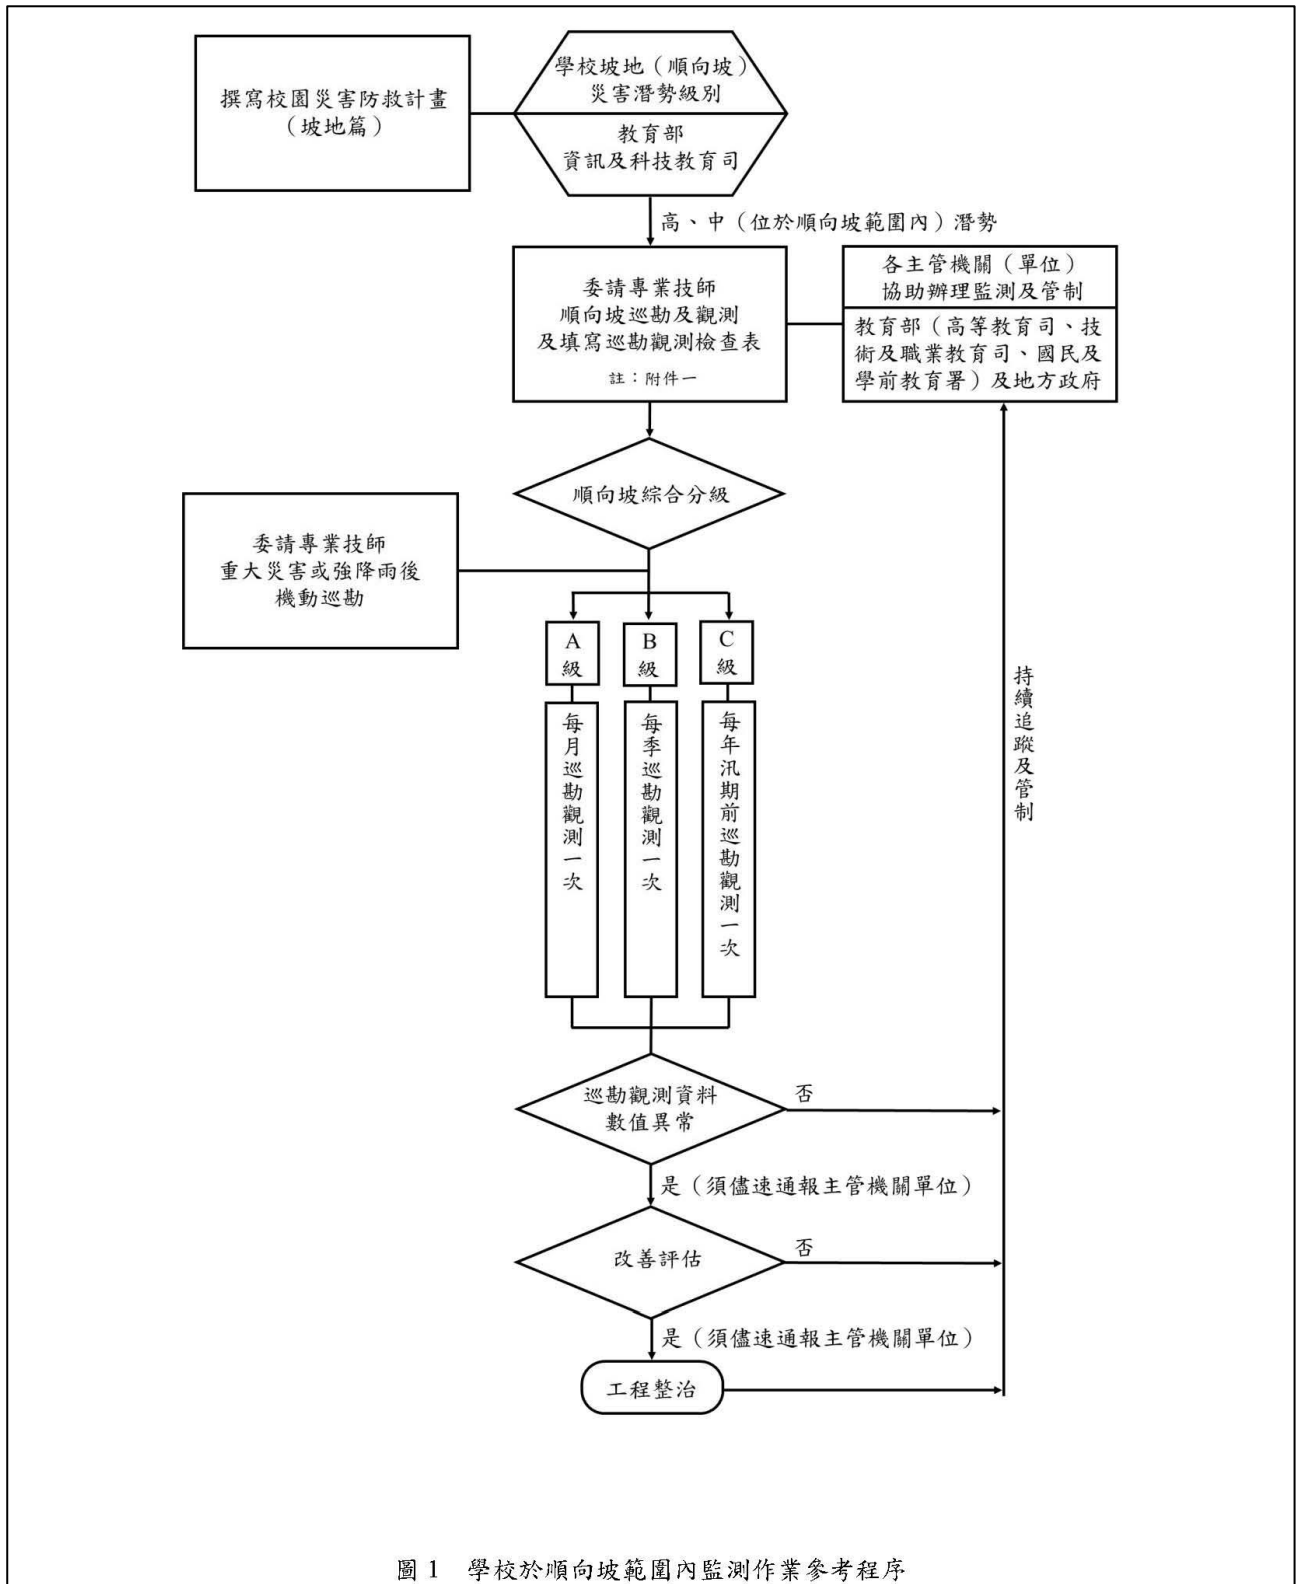 撰寫校園災害防救計畫
（坡地篇）
學校坡地（順向坡）
災害潛勢級別
教育部
資訊及科技教育司
高、中（位於順向坡範圍內）潛勢
委請專業技師
順向坡巡勘及觀測
及填寫巡勘觀測檢查表
註：附件一
各主管機關（單位）
協助辦理監測及管制
教育部（高等教育司、技
術及職業教育司、國民及
學前教育署）及地方政府
順向坡綜合分級
委請專業技師
重大災害或強降雨後
機動巡勘
A
級
B
級
C
級
每月巡勘觀測一次
每季巡勘觀測一次
每年汛期前巡勘觀測一次
持續追蹤及管制
巡勘觀測資料
數值異常
否
是（須儘速通報主管機關單位）
改善評估
否
是（須儘速通報主管機關單位）
工程整治
圖 1 學校於順向坡範圍內監測作業參考程序